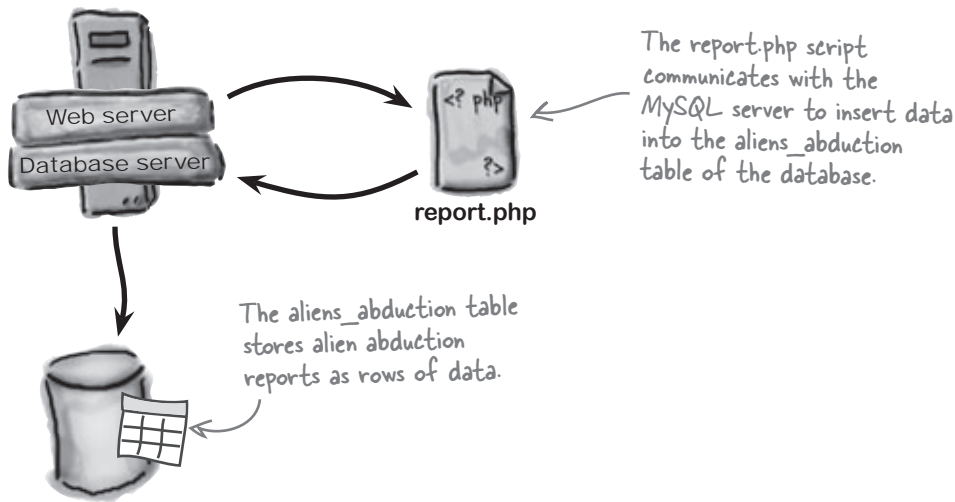 Web server
Database server
<? php
?>
report.php
The report.php script
communicates with the
MySQL server to insert data
into the aliens_abduction
table of the database.
The aliens_abduction table
stores alien abduction
reports as rows of data.